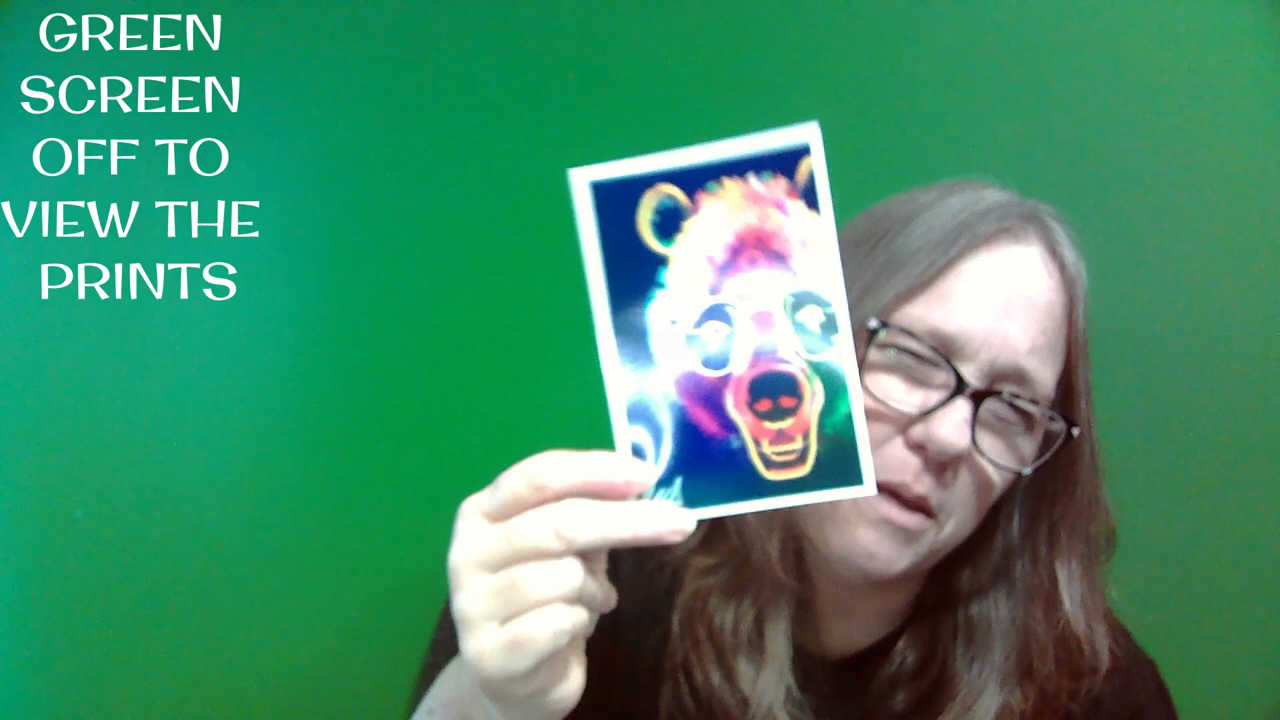 GREEN
SCREEN
OFF TO
VIEW THE
PRINTS